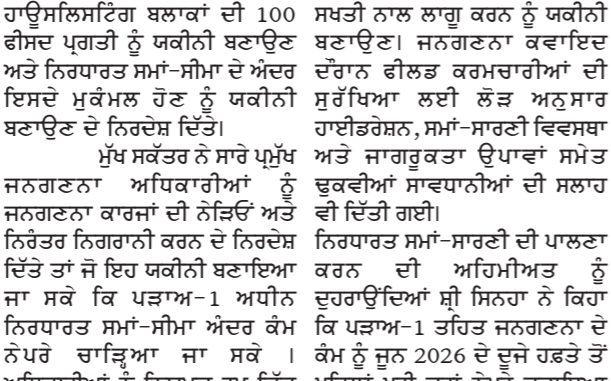 ਹਾਊਸਲਿਸਟਿੰਗ ਬਲਾਕਾਂ ਦੀ 100
ਫੀਸਦ ਪ੍ਰਗਤੀ ਨੂੰ ਯਕੀਨੀ ਬਣਾਉਣ
ਅਤੇ ਨਿਰਧਾਰਤ ਸਮਾਂ-ਸੀਮਾ ਦੇ ਅੰਦਰ
ਇਸਦੇ ਮੁਕੰਮਲ ਹੋਣ ਨੂੰ ਯਕੀਨੀ
ਬਣਾਉਣ ਦੇ ਨਿਰਦੇਸ਼ ਦਿੱਤੇ।
ਮੁੱਖ ਸਕੱਤਰ ਨੇ ਸਾਰੇ ਪ੍ਰਮੁੱਖ
ਜਨਗਣਨਾ ਅਧਿਕਾਰੀਆਂ ਨੂੰ
ਜਨਗਣਨਾ ਕਾਰਜਾਂ ਦੀ ਨੇੜਿਓਂ ਅਤੇ
ਨਿਰੰਤਰ ਨਿਗਰਾਨੀ ਕਰਨ ਦੇ ਨਿਰਦੇਸ਼
ਦਿੱਤੇ ਤਾਂ ਜੋ ਇਹ ਯਕੀਨੀ ਬਣਾਇਆ
ਜਾ ਸਕੇ ਕਿ ਪੜਾਅ-1 ਅਧੀਨ
ਨਿਰਧਾਰਤ ਸਮਾਂ-ਸੀਮਾ ਅੰਦਰ ਕੰਮ
ਨੇਪਰੇ ਚਾੜ੍ਹਿਆ ਜਾ ਸਕੇ ।
ਸਖਤੀ ਨਾਲ ਲਾਗੂ ਕਰਨ ਨੂੰ ਯਕੀਨੀ
ਬਣਾਉਣ। ਜਨਗਣਨਾ ਕਵਾਇਦ
ਦੌਰਾਨ ਫੀਲਡ ਕਰਮਚਾਰੀਆਂ ਦੀ
ਸੁਰੱਖਿਆ ਲਈ ਲੋੜ ਅਨੁਸਾਰ
ਹਾਈਡਰੇਸ਼ਨ, ਸਮਾਂ-ਸਾਰਣੀ ਵਿਵਸਥਾ
ਅਤੇ ਜਾਗਰੂਕਤਾ ਉਪਾਵਾਂ ਸਮੇਤ
ਢੁਕਵੀਆਂ ਸਾਵਧਾਨੀਆਂ ਦੀ ਸਲਾਹ
ਵੀ ਦਿੱਤੀ ਗਈ।
ਨਿਰਧਾਰਤ ਸਮਾਂ-ਸਾਰਣੀ ਦੀ ਪਾਲਣਾ
ਕਰਨ ਦੀ ਅਹਿਮੀਅਤ ਨੂੰ
ਦੁਹਰਾਉਂਦਿਆਂ ਸ਼੍ਰੀ ਸਿਨਹਾ ਨੇ ਕਿਹਾ
ਕਿ ਪੜਾਅ-1 ਤਹਿਤ ਜਨਗਣਨਾ ਦੇ
ਕੰਮ ਨੂੰ ਜੂਨ 2026 ਦੇ ਦੂਜੇ ਹਫ਼ਤੇ ਤੋਂ